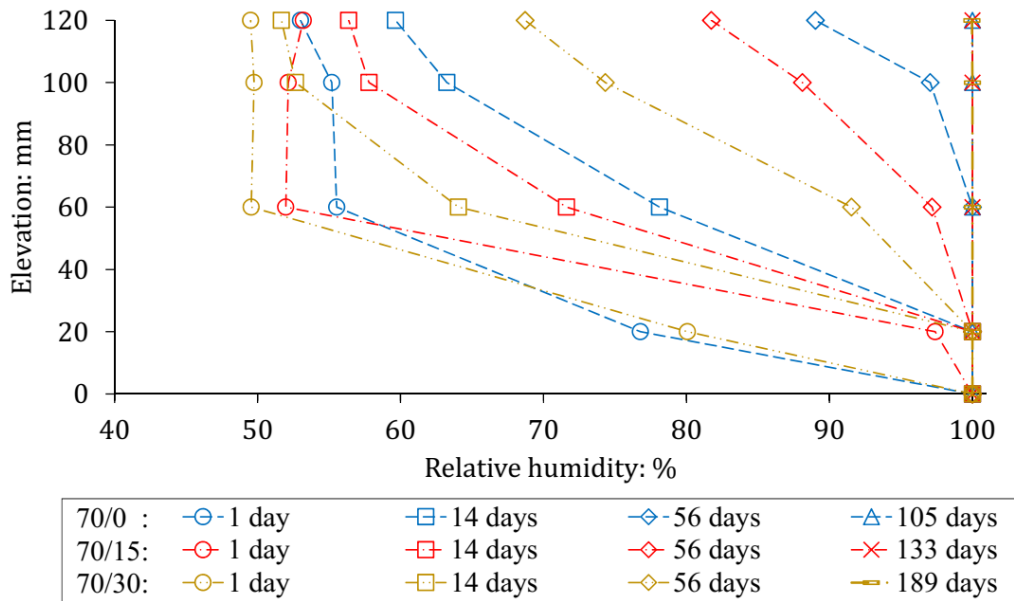 120
100
80
60
40
20
0
Elevation: mm
40 50 60 70 80 90 100
Relative humidity: %
70/0 : 1 day 14 days 56 days 105 days
70/15: 1 day 14 days 56 days 133 days
70/30: 1 day 14 days 56 days 189 days